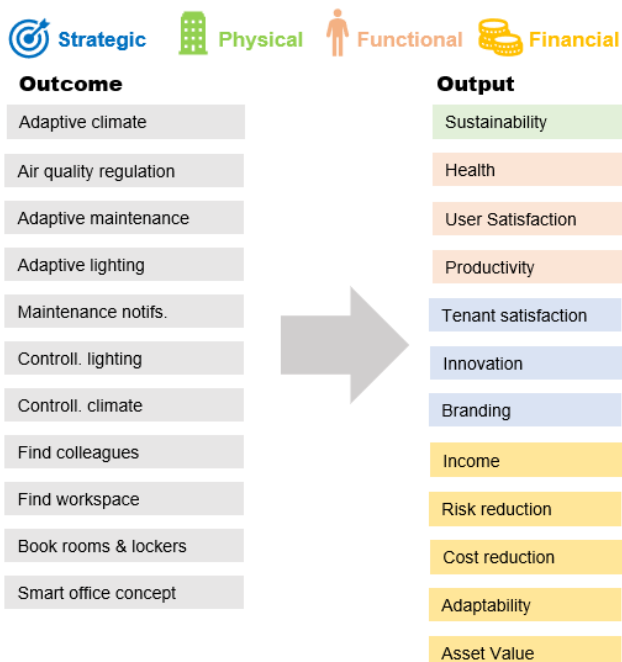 Strategic Physical Functional Financial
Outcome
Adaptive climate
Air quality regulation
Adaptive maintenance
Adaptive lighting
Maintenance notifs.
Controll. lighting
Controll. climate
Find colleagues
Find workspace
Book rooms & lockers
Smart office concept
Output
Sustainability
Health
User Satisfaction
Productivity
Tenant satisfaction
Innovation
Branding
Income
Risk reduction
Cost reduction
Adaptability
Asset Value